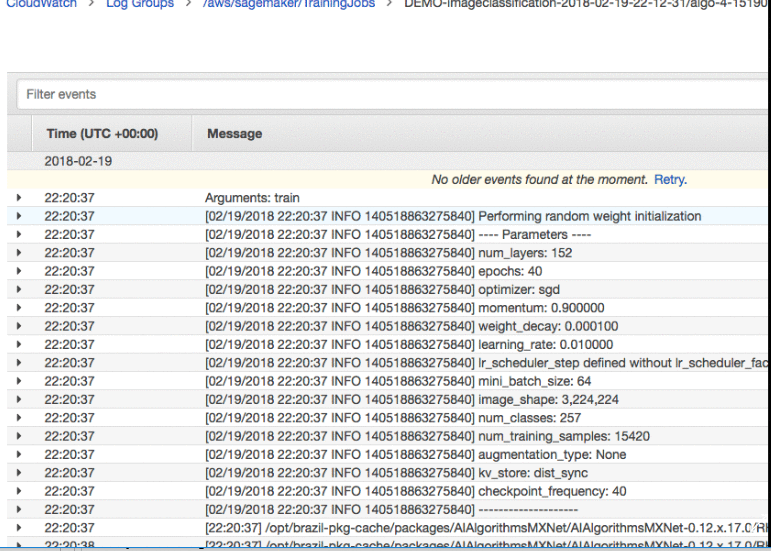 CloudWatch > Log Groups > /aws/sagemaker/TrainingJobs > DEMO-imageclassification-2018-02-19-22-12-31/algo-4-15190
Filter events
Time (UTC +00:00) Message
2018-02-19
No older events found at the moment. Retry.
22:20:37 Arguments: train
22:20:37 [02/19/2018 22:20:37 INFO 140518863275840] Performing random weight initialization
22:20:37 [02/19/2018 22:20:37 INFO 140518863275840] ---- Parameters ----
22:20:37 [02/19/2018 22:20:37 INFO 140518863275840] num_layers: 152
22:20:37 [02/19/2018 22:20:37 INFO 140518863275840] epochs: 40
22:20:37 [02/19/2018 22:20:37 INFO 140518863275840] optimizer: sgd
22:20:37 [02/19/2018 22:20:37 INFO 140518863275840] momentum: 0.900000
22:20:37 [02/19/2018 22:20:37 INFO 140518863275840] weight_decay: 0.000100
22:20:37 [02/19/2018 22:20:37 INFO 140518863275840] learning_rate: 0.010000
22:20:37 [02/19/2018 22:20:37 INFO 140518863275840] lr_scheduler_step defined without lr_scheduler_fac
22:20:37 [02/19/2018 22:20:37 INFO 140518863275840] mini_batch_size: 64
22:20:37 [02/19/2018 22:20:37 INFO 140518863275840] image_shape: 3,224,224
22:20:37 [02/19/2018 22:20:37 INFO 140518863275840] num_classes: 257
22:20:37 [02/19/2018 22:20:37 INFO 140518863275840] num_training_samples: 15420
22:20:37 [02/19/2018 22:20:37 INFO 140518863275840] augmentation_type: None
22:20:37 [02/19/2018 22:20:37 INFO 140518863275840] kv_store: dist_sync
22:20:37 [02/19/2018 22:20:37 INFO 140518863275840] checkpoint_frequency: 40
22:20:37 [02/19/2018 22:20:37 INFO 140518863275840] --------------------
22:20:37 [22:20:37] /opt/brazil-pkg-cache/packages/AIAlgorithmsMXNet/AIAlgorithmsMXNet-0.12.x.17.0/RH
22:20:38 [22:20:37] /opt/brazil-pkg-cache/packages/AIAlgorithmsMXNet/AIAlgorithmsMXNet-0.12.x.17.0/RH